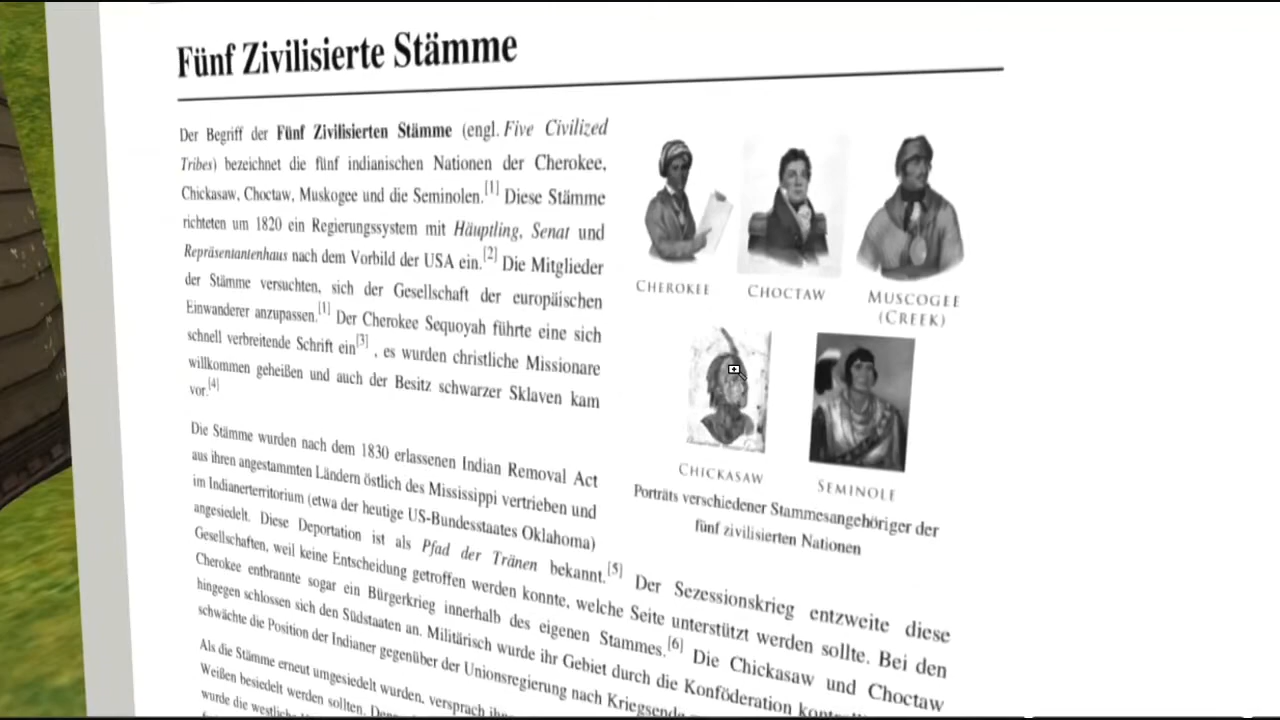 Fünf Zivilisierte Stämme
Der Begriff der Fünf Zivilisierten Stämme (engl. Five Civilized
Tribes) bezeichnet die fünf indianischen Nationen der Cherokee,
Chickasaw, Choctaw, Muskogee und die Seminolen.[1] Diese Stämme
richteten um 1820 ein Regierungssystem mit Häuptling, Senat und
Repräsentantenhaus nach dem Vorbild der USA ein.[2] Die Mitglieder
der Stämme versuchten, sich der Gesellschaft der europäischen
Einwanderer anzupassen.[1] Der Cherokee Sequoyah führte eine sich
schnell verbreitende Schrift ein[3] , es wurden christliche Missionare
willkommen geheißen und auch der Besitz schwarzer Sklaven kam
vor.[4]
CHEROKEE
CHOCTAW
MUSCOGEE
(CREEK)
CHICKASAW
SEMINOLE
Porträts verschiedener Stammesangehöriger der
fünf zivilisierten Nationen
Die Stämme wurden nach dem 1830 erlassenen Indian Removal Act
aus ihren angestammten Ländern östlich des Mississippi vertrieben und
im Indianerterritorium (etwa der heutige US-Bundesstaates Oklahoma)
angesiedelt. Diese Deportation ist als Pfad der Tränen bekannt.[5] Der Sezessionskrieg entzweite diese
Gesellschaften, weil keine Entscheidung getroffen werden konnte, welche Seite unterstützt werden sollte. Bei den
Cherokee entbrannte sogar ein Bürgerkrieg innerhalb des eigenen Stammes.[6] Die Chickasaw und Choctaw
hingegen schlossen sich den Südstaaten an. Militärisch wurde ihr Gebiet durch die Konföderation
schwächte die Position der Indianer gegenüber der Unionsregierung nach
Als die Stämme erneut umgesiedelt wurden, versprach
Weißen besiedelt werden sollten.
wurde die